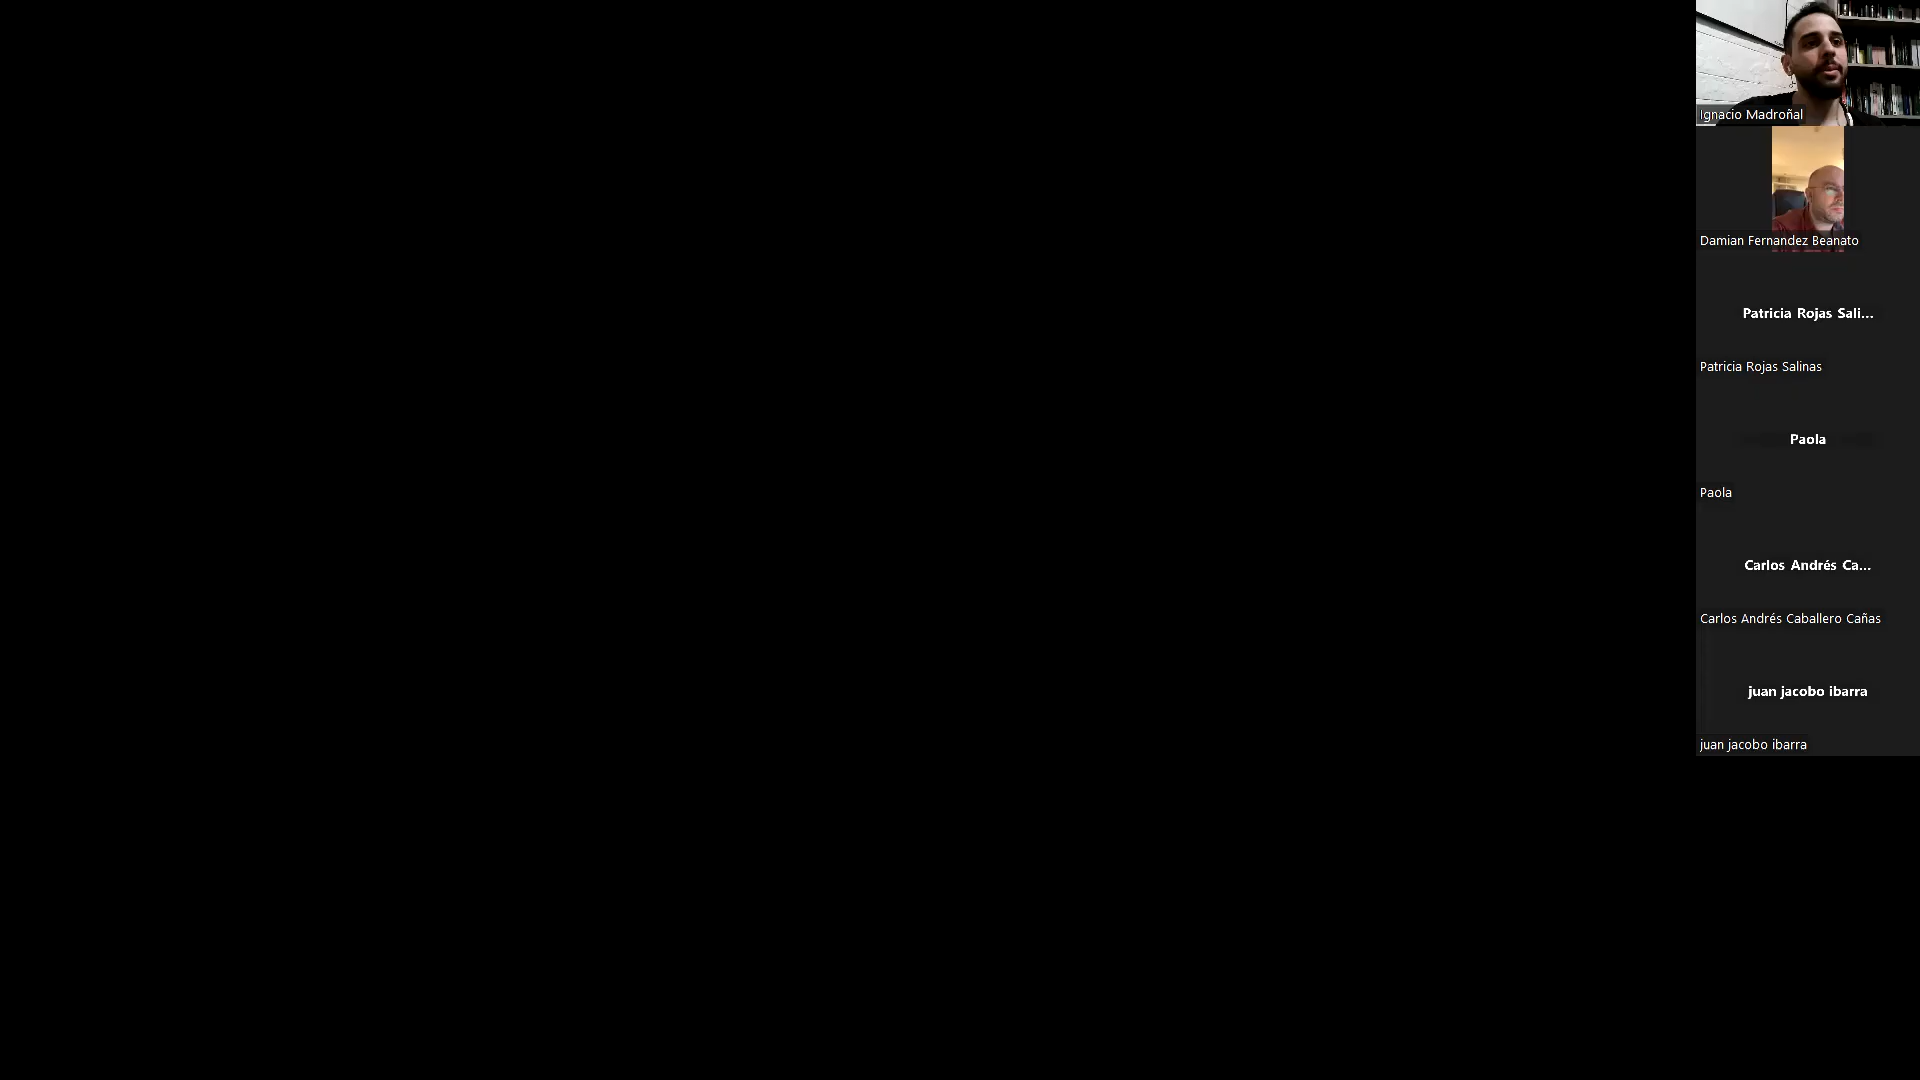 Ignacio Madroñal
Damian Fernandez Beanato
Patricia Rojas Sali...
Patricia Rojas Salinas
Paola
Paola
Carlos Andrés Ca...
Carlos Andrés Caballero Cañas
juan jacobo ibarra
juan jacobo ibarra